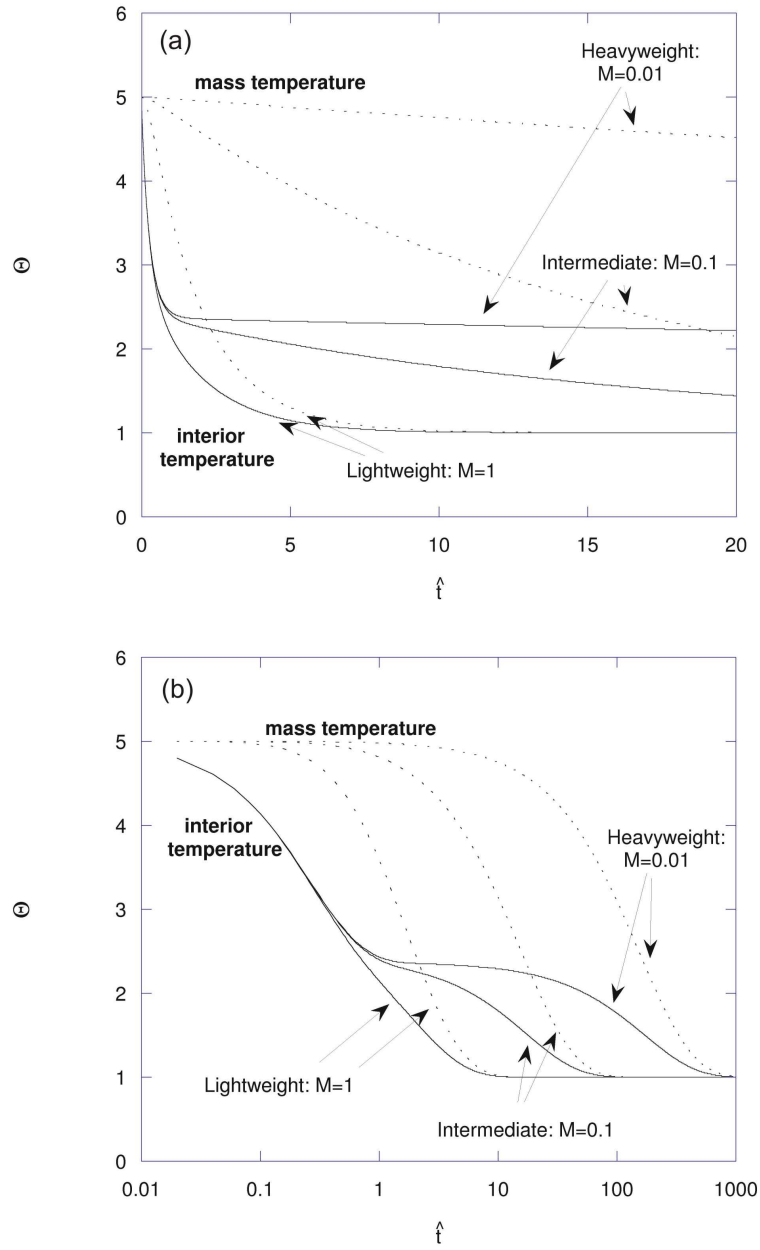 6
(a)
Heavyweight:
M=0.01
mass temperature
5
4
Θ
3
Intermediate: M=0.1
2
interior
temperature
1
Lightweight: M=1
0
0 5 10 15 20
t̂
6
(b)
mass temperature
5
interior
temperature
4
Heavyweight:
M=0.01
Θ
3
2
Lightweight: M=1
1
Intermediate: M=0.1
0
0.01 0.1 1 10 100 1000
t̂